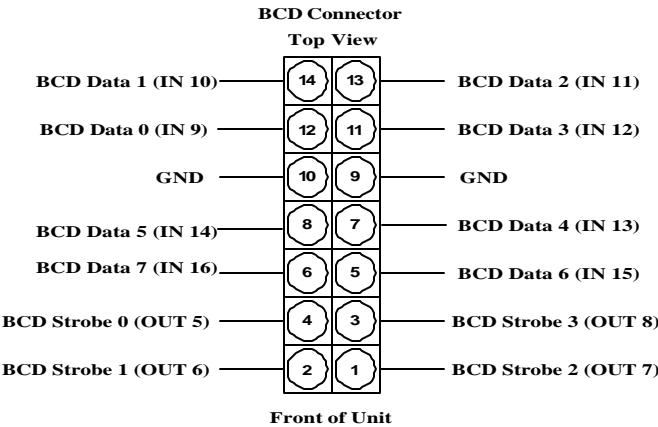 BCD Connector
Top View
BCD Data 1 (IN 10) 14 13 BCD Data 2 (IN 11)
BCD Data 0 (IN 9) 12 11 BCD Data 3 (IN 12)
GND 10 9 GND
BCD Data 5 (IN 14) 8 7 BCD Data 4 (IN 13)
BCD Data 7 (IN 16) 6 5 BCD Data 6 (IN 15)
BCD Strobe 0 (OUT 5) 4 3 BCD Strobe 3 (OUT 8)
BCD Strobe 1 (OUT 6) 2 1 BCD Strobe 2 (OUT 7)
Front of Unit